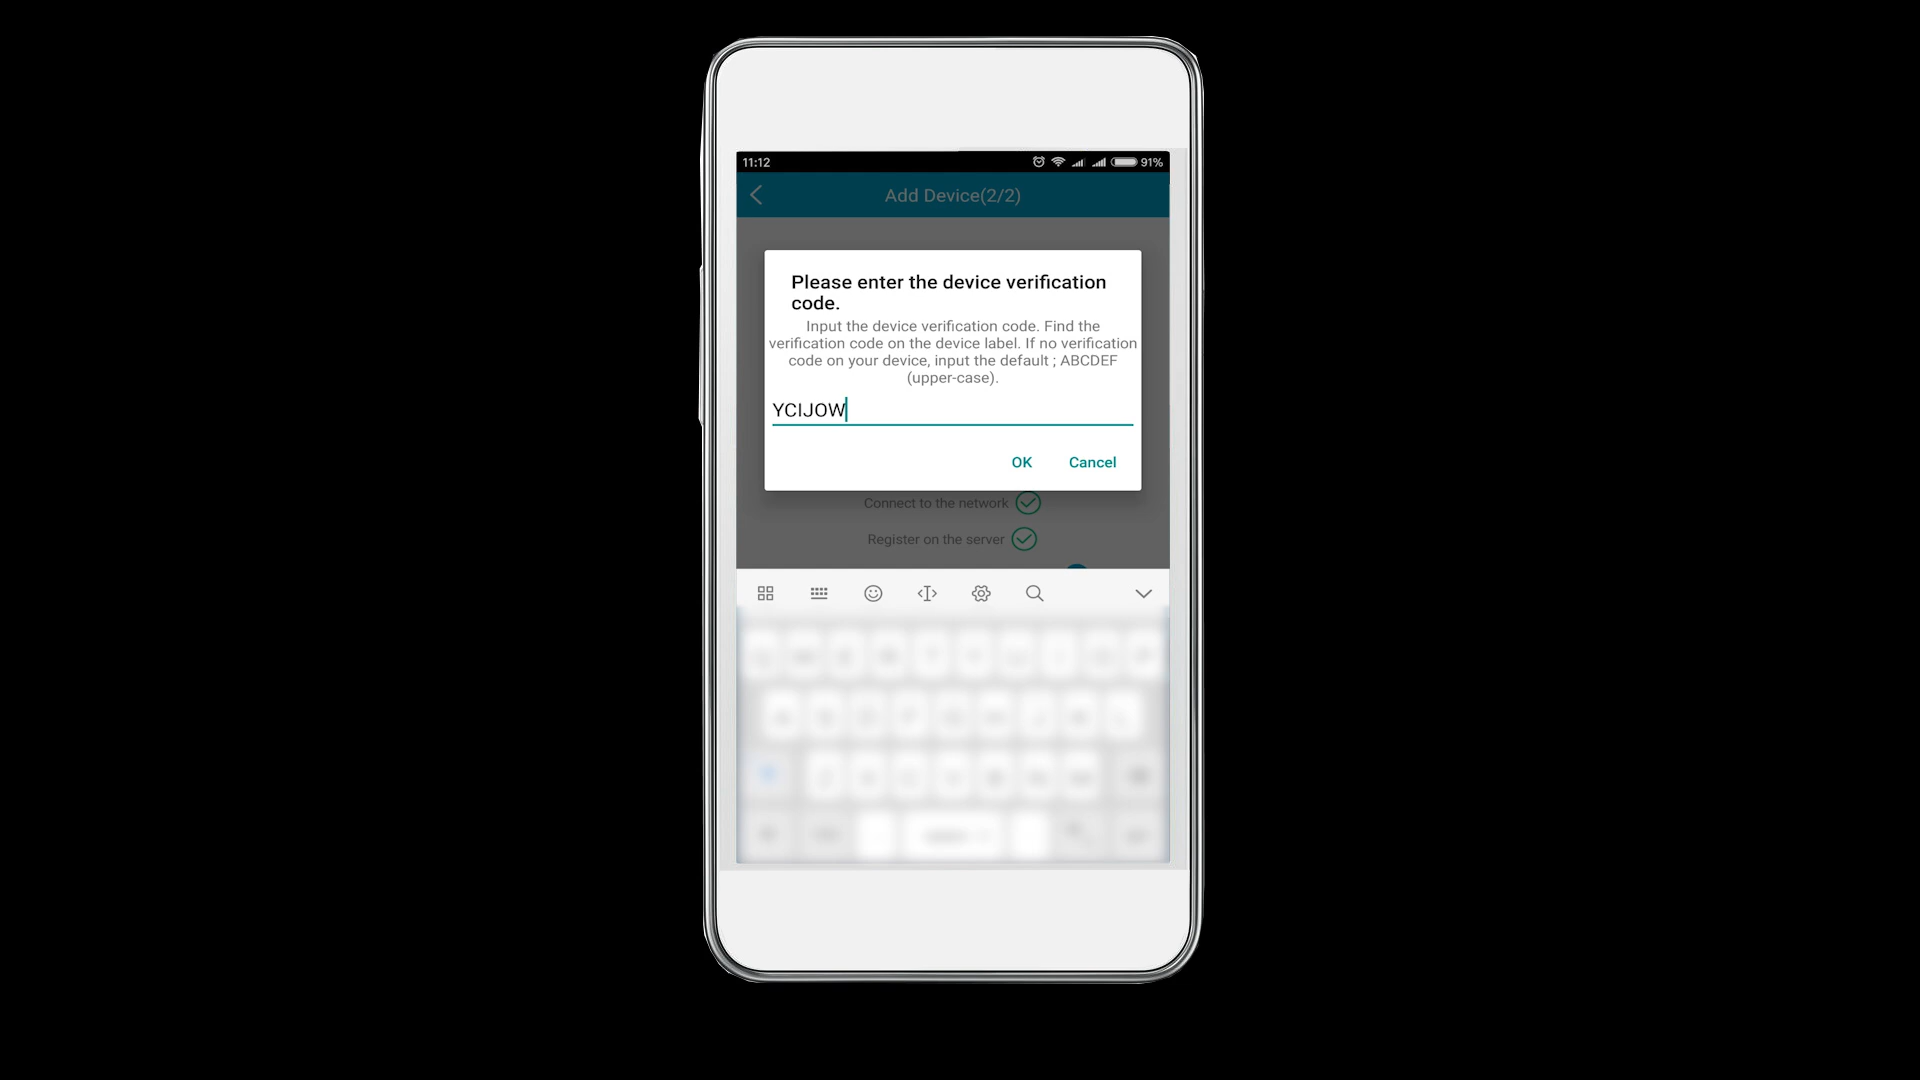 11:12
91%
Add Device(2/2)
Please enter the device verification
code.
Input the device verification code. Find the
verification code on the device label. If no verification
code on your device, input the default ; ABCDEF
(upper-case).
YCIJOW
OK Cancel
Connect to the network
Register on the server